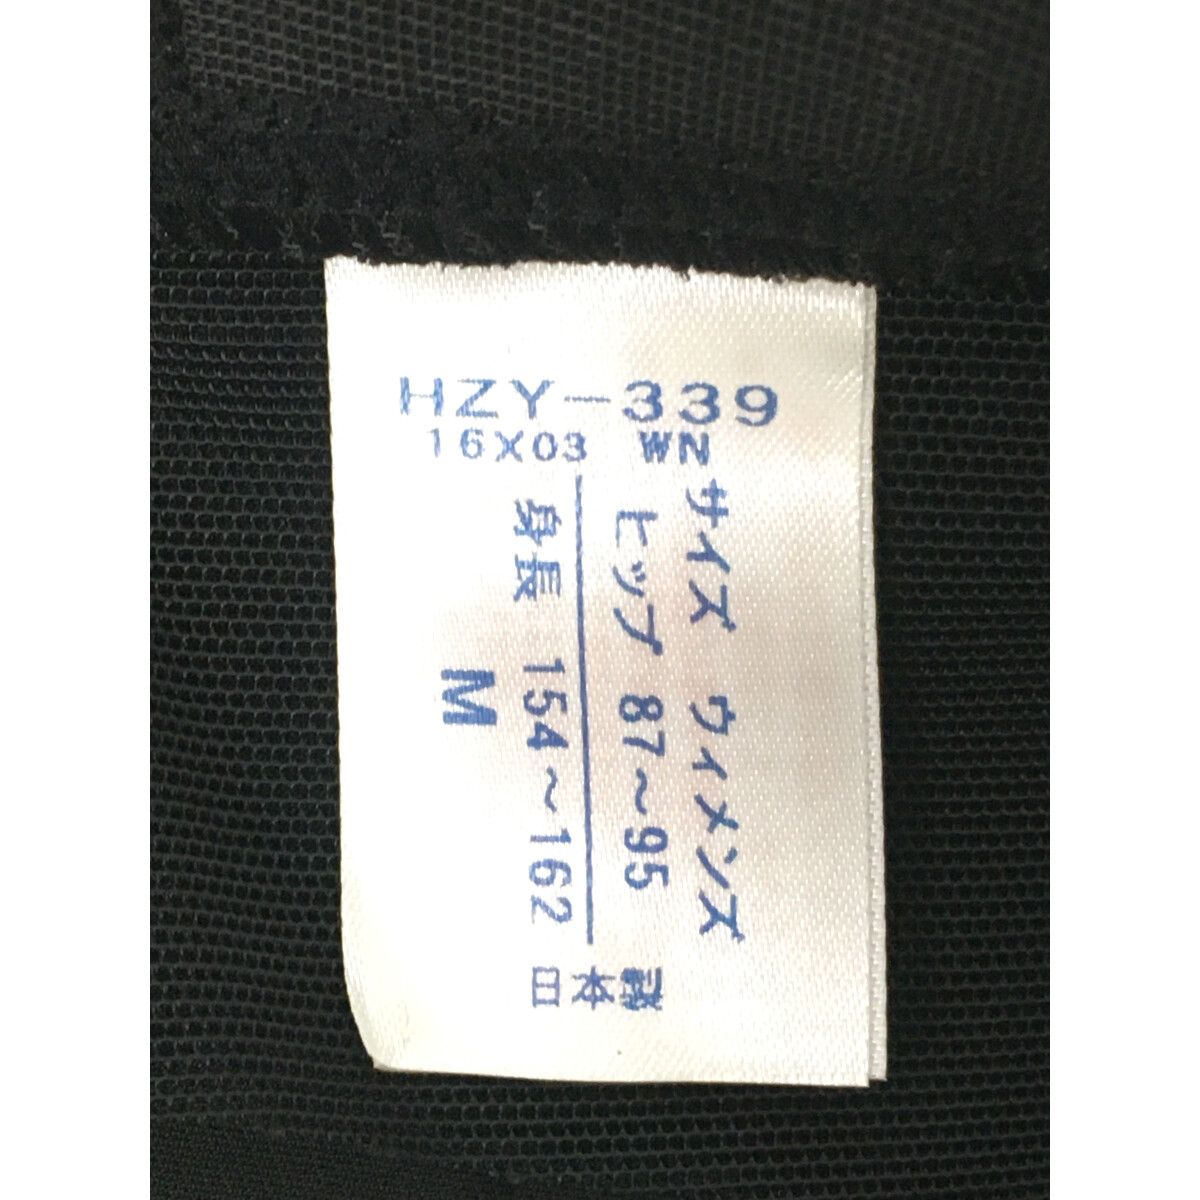 HZY-339
16X03 WN
サイズ ウィメンズ
ヒップ 87～95
身長 154～162
M
日本製